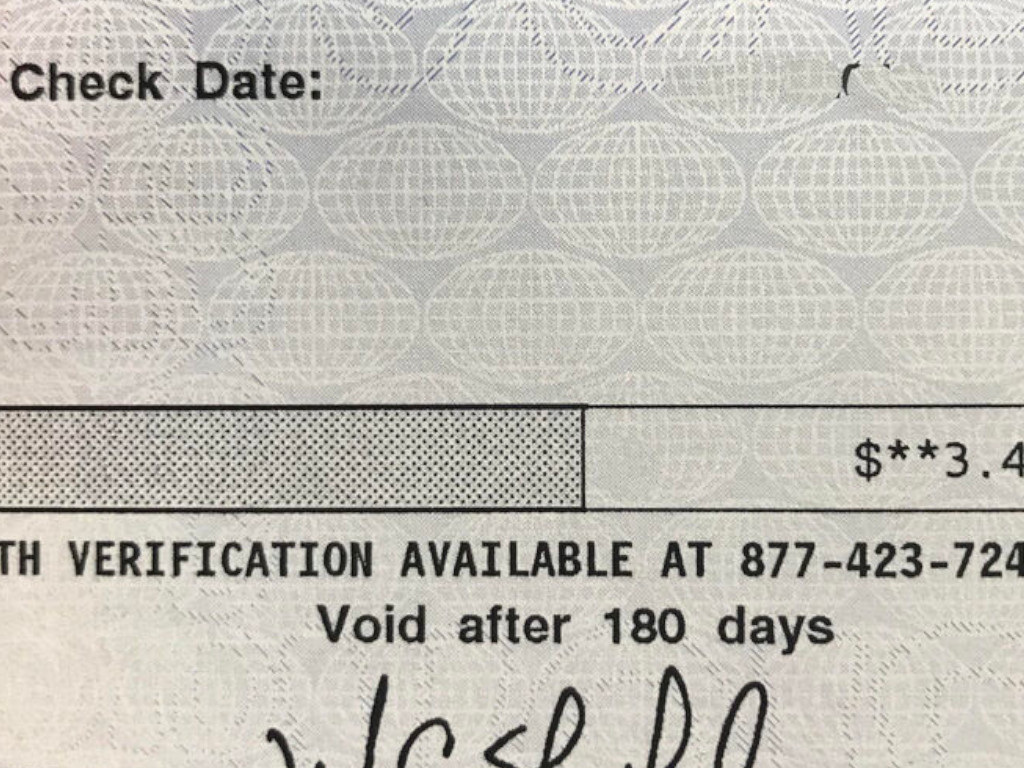 Check Date:
$**3.4
TH VERIFICATION AVAILABLE AT 877-423-724
Void after 180 days